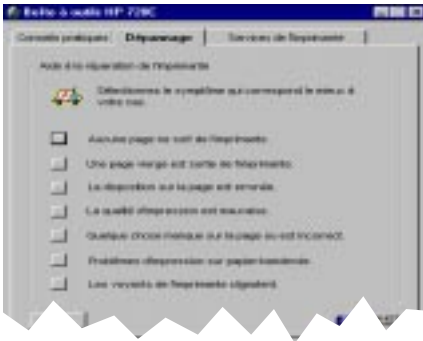 Boîte à outils HP 720C
Conseils pratiques Dépannage Services de l'imprimante
Aide à la réparation de l'imprimante
Sélectionnez le symptôme qui correspond le mieux à
votre cas.
Aucune page ne sort de l'imprimante.
Une page vierge est sortie de l'imprimante.
La disposition sur la page est erronée.
La qualité d'impression est mauvaise.
Quelque chose manque sur la page ou est incorrect.
Problèmes d'impression sur papier-banderole.
Les voyants de l'imprimante clignotent.